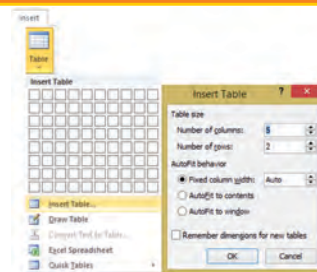 Insert
Table
Insert Table
Insert Table...
Draw Table
Convert Text to Table...
Excel Spreadsheet
Quick Tables
Insert Table
?
Table size
Number of columns: 5
Number of rows: 2
AutoFit behavior
Fixed column width: Auto
AutoFit to contents
AutoFit to window
Remember dimensions for new tables
OK Cancel